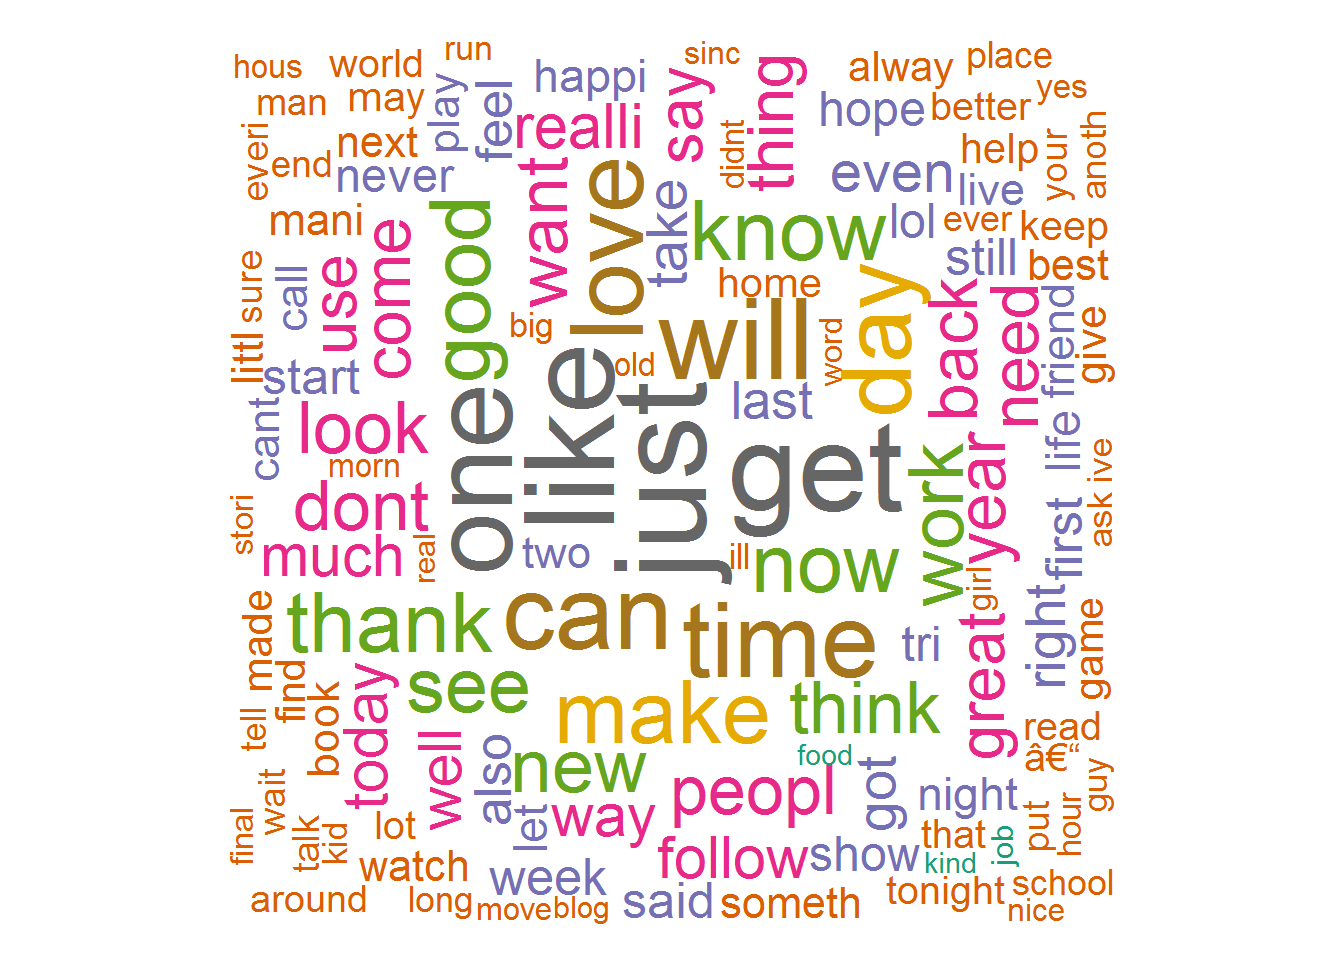 hous
world
run
sinc
alway
place
yes
man
may
play
feel
happi
say
thing
hope
better
everi
end
next
never
realli
want
love
take
didnt
even
live
help
your
anoth
mani
come
good
know
lol
ever
keep
sure
call
use
home
still
best
littl
start
big
like
old
will
word
day
back
need
friend
give
cant
look
one
just
last
get
work
year
life
ive
morn
stori
dont
ask
first
much
real
two
ill
now
girl
made
thank
can
time
tri
great
right
game
tell
find
book
today
see
make
think
read
â€“
well
also
new
food
got
guy
final
wait
talk
kid
lot
let
way
peopl
night
that
job
put
hour
watch
week
follow
show
kind
around
long
move
blog
said
someth
tonight
school
nice